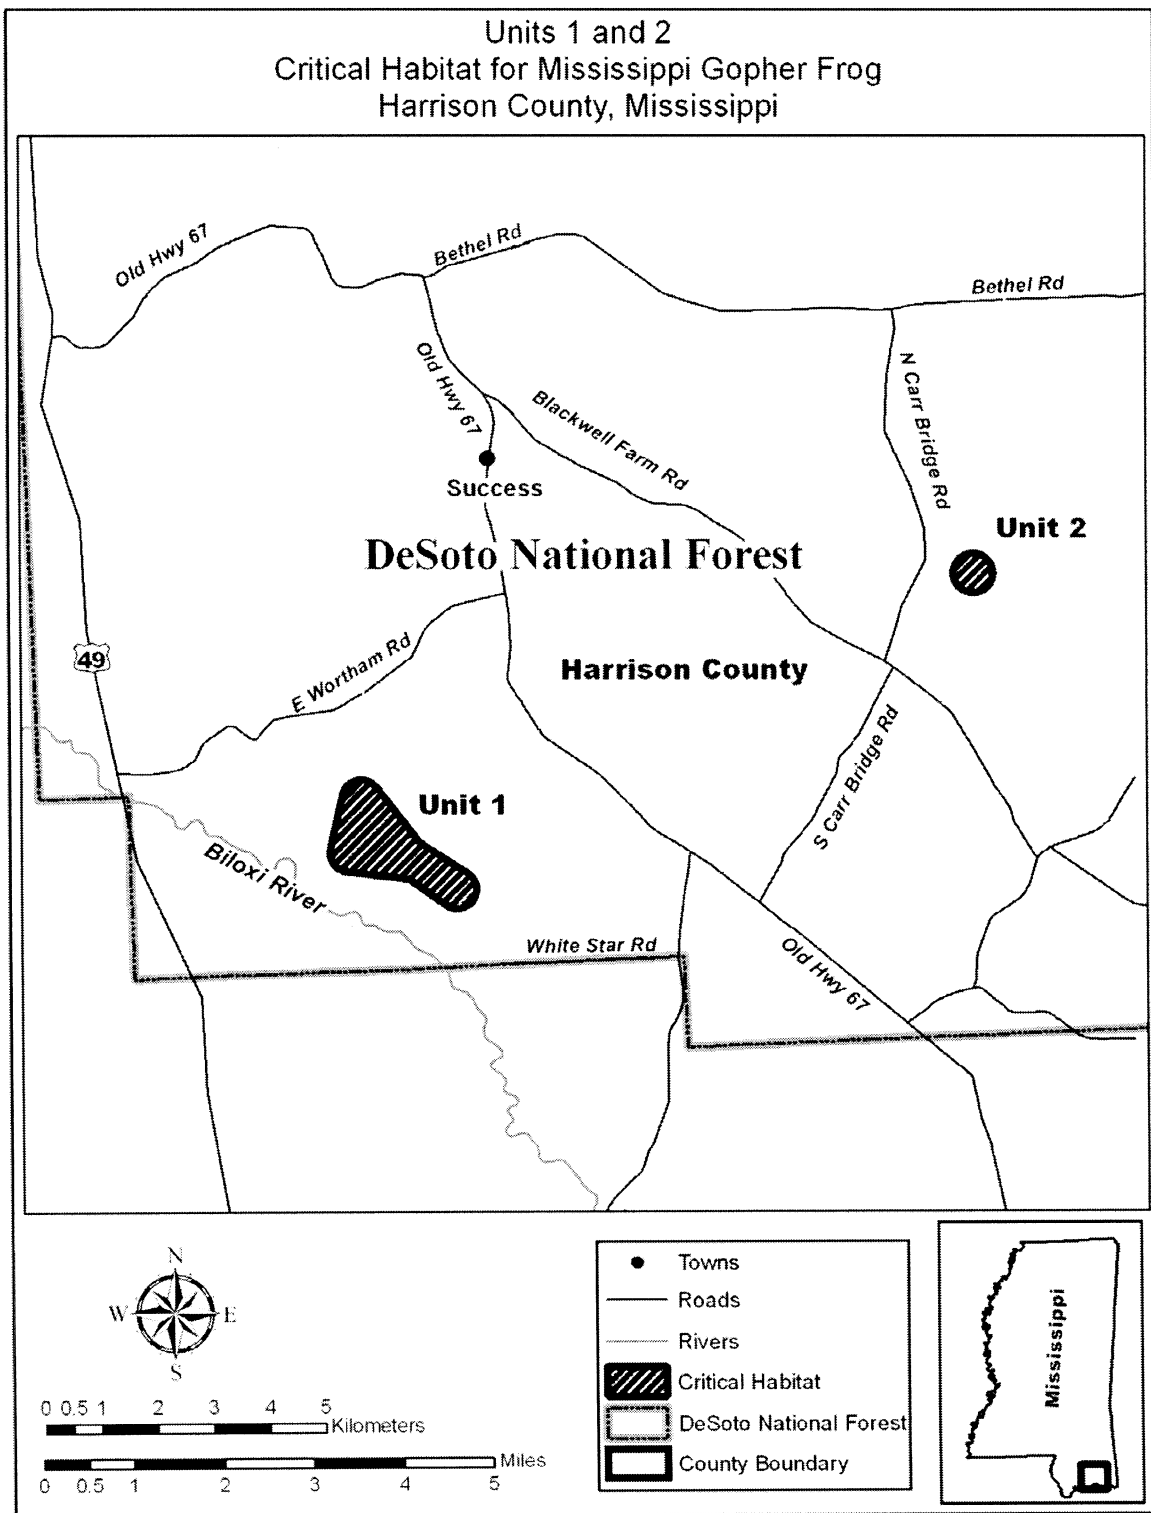 Units 1 and 2
Critical Habitat for Mississippi Gopher Frog
Harrison County, Mississippi
Old Hwy 67
Bethel Rd
Bethel Rd
Old Hwy 67
N Carr Bridge Rd
Blackwell Farm Rd
Success
Unit 2
DeSoto National Forest
49
E Wortham Rd
Harrison County
S Carr Bridge Rd
Unit 1
Biloxi River
White Star Rd
Old Hwy 67
N
W E
S
0 0.5 1 2 3 4 5
Kilometers
Miles
0 0.5 1 2 3 4 5
Towns
Roads
Rivers
Critical Habitat
DeSoto National Forest
County Boundary
Mississippi